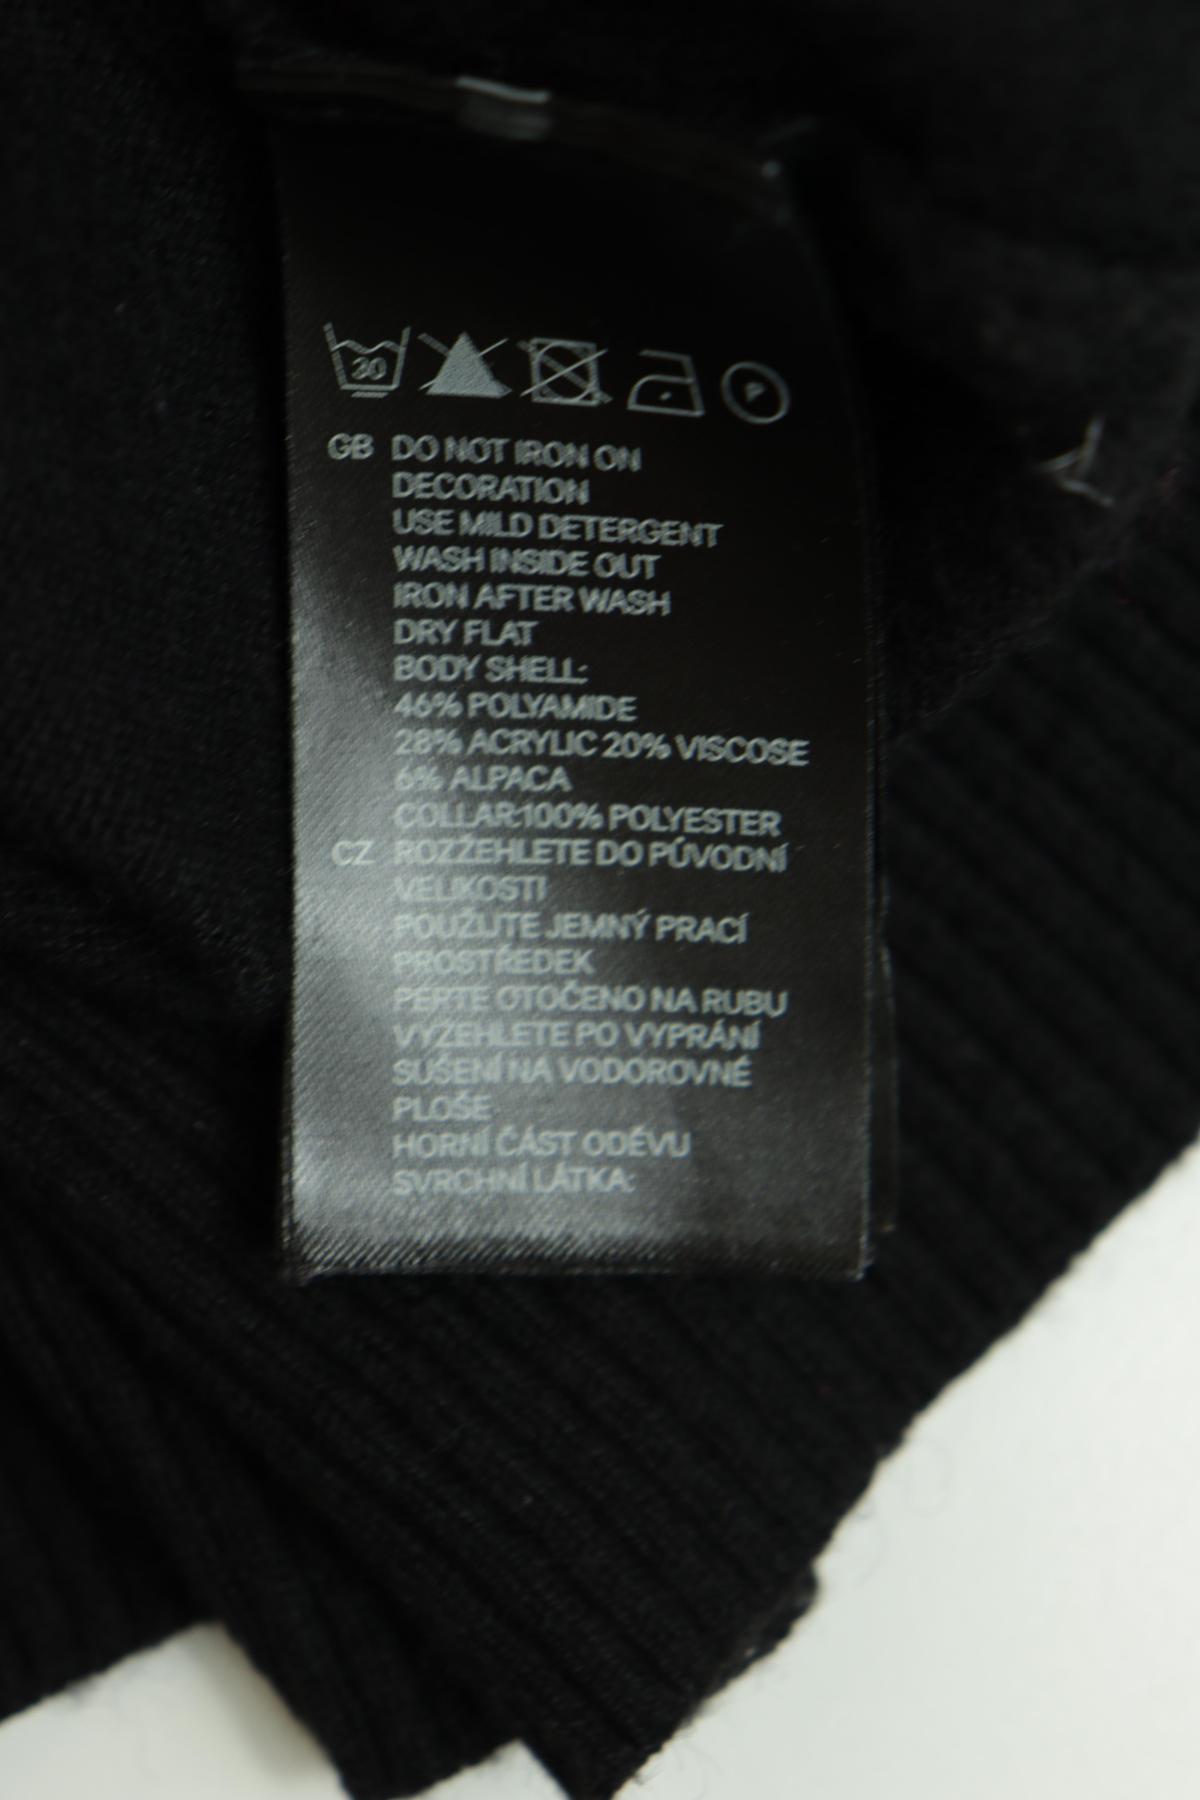 30
P
GB DO NOT IRON ON
DECORATION
USE MILD DETERGENT
WASH INSIDE OUT
IRON AFTER WASH
DRY FLAT
BODY SHELL:
46% POLYAMIDE
28% ACRYLIC 20% VISCOSE
6% ALPACA
COLLAR:100% POLYESTER
CZ ROZŽEHLETE DO PŮVODNÍ
VELIKOSTI
POUŽIJTE JEMNÝ PRACÍ
PROSTŘEDEK
PERTE OTOČENO NA RUBU
VYŽEHLETE PO VYPRÁNÍ
SUŠENÍ NA VODOROVNÉ
PLOŠE
HORNÍ ČÁST ODĚVU
SVRCHNÍ LÁTKA: